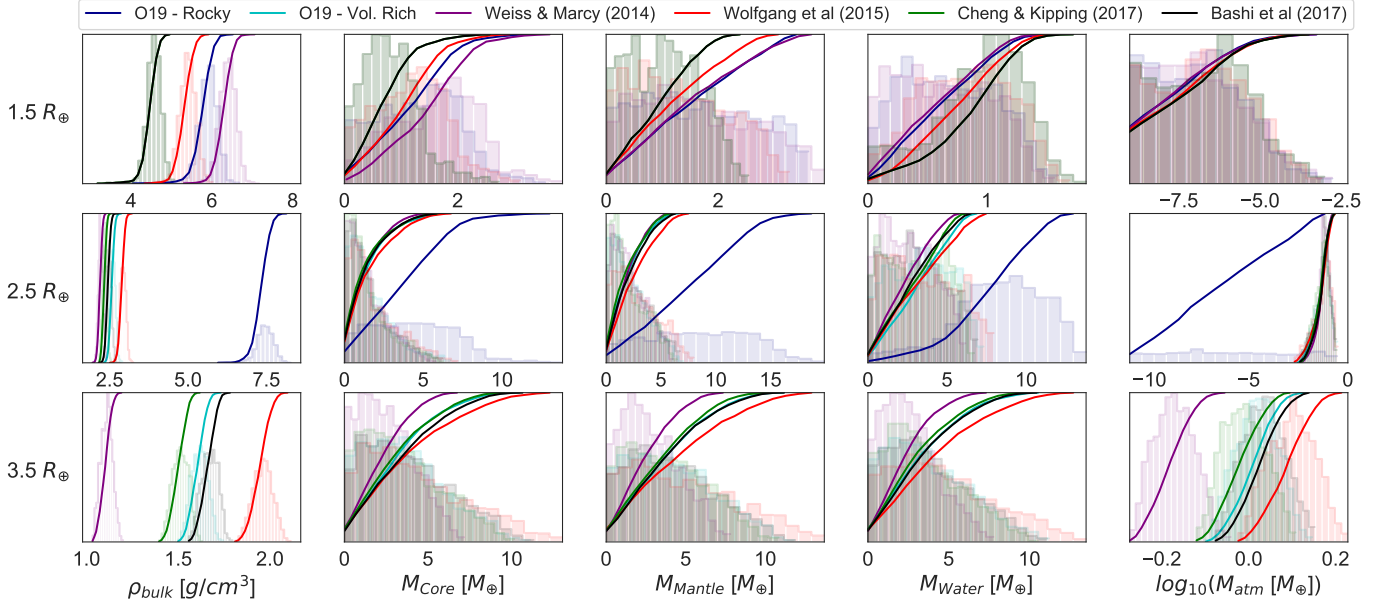 O19 - Rocky O19 - Vol. Rich Weiss & Marcy (2014) Wolfgang et al (2015) Cheng & Kipping (2017) Bashi et al (2017)
1.5 R⊕
4 6 8 0 2 0 2 0 1 −7.5 −5.0 −2.5
2.5 R⊕
2.5 5.0 7.5 0 5 10 0 5 10 15 0 5 10 −10 −5 0
3.5 R⊕
1.0 1.5 2.0 0 5 10 0 5 10 0 5 10 −0.2 0.0 0.2
ρbulk [g/cm³] MCore [M⊕] MMantle [M⊕] MWater [M⊕] log₁₀(Matm [M⊕])